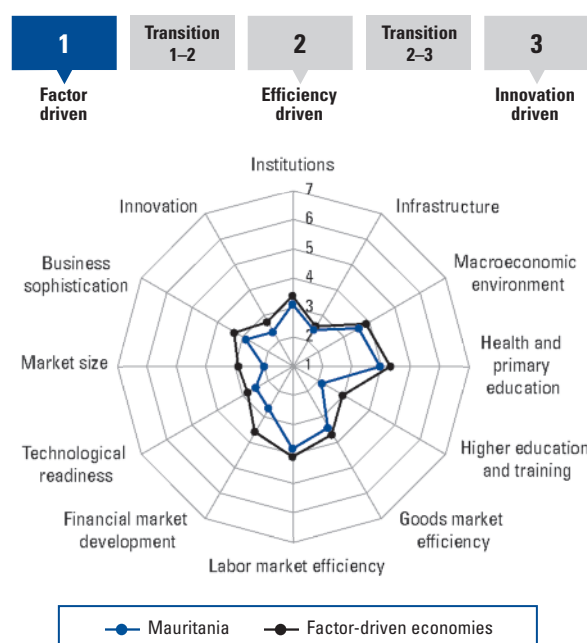 1
Transition
1–2
2
Transition
2–3
3
Factor
driven
Efficiency
driven
Innovation
driven
Institutions
7
Innovation
Infrastructure
6
5
Business
sophistication
Macroeconomic
environment
4
3
2
Market size
1
Health and
primary
education
Technological
readiness
Higher education
and training
Financial market
development
Goods market
efficiency
Labor market efficiency
Mauritania
Factor-driven economies